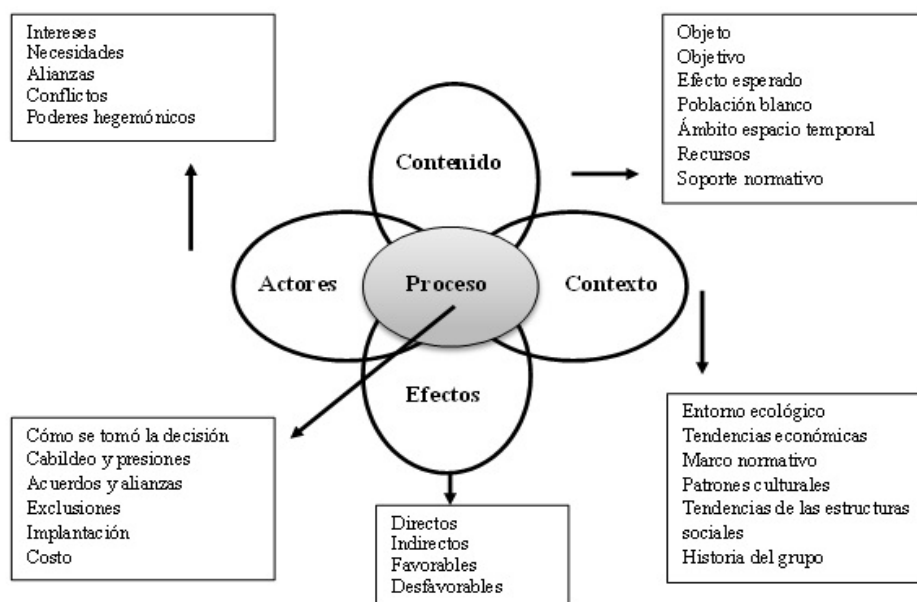 Intereses
Necesidades
Alianzas
Conflictos
Poderes hegemónicos
Objeto
Objetivo
Efecto esperado
Población blanco
Ámbito espacio temporal
Recursos
Soporte normativo
Contenido
Actores
Proceso
Contexto
Efectos
Cómo se tomó la decisión
Cabildeo y presiones
Acuerdos y alianzas
Exclusiones
Implantación
Costo
Directos
Indirectos
Favorables
Desfavorables
Entorno ecológico
Tendencias económicas
Marco normativo
Patrones culturales
Tendencias de las estructuras
sociales
Historia del grupo